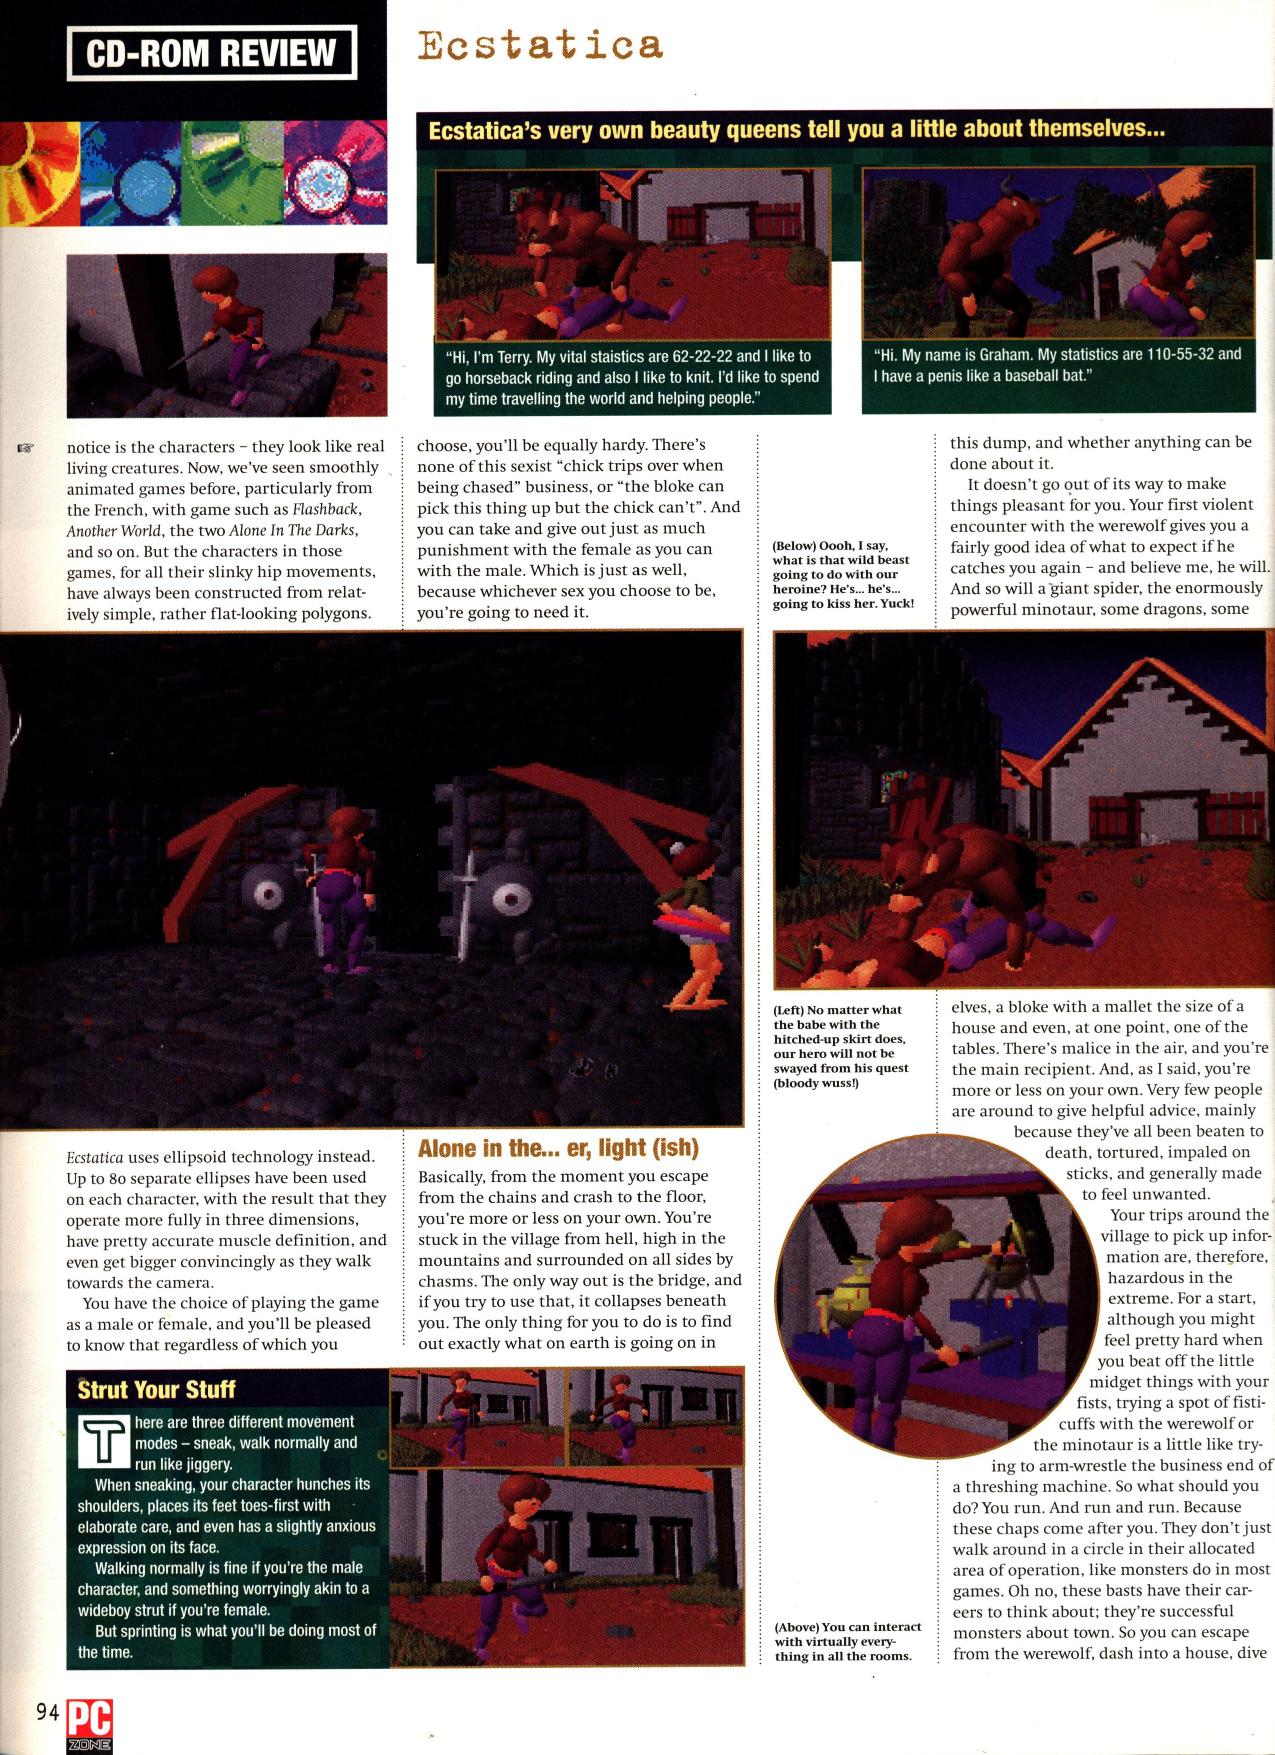 CD-ROM REVIEW
Ecstatica
Ecstatica's very own beauty queens tell you a little about themselves...
"Hi, I'm Terry. My vital staistics are 62-22-22 and I like to
go horseback riding and also I like to knit. I'd like to spend
my time travelling the world and helping people."
"Hi. My name is Graham. My statistics are 110-55-32 and
I have a penis like a baseball bat."
notice is the characters – they look like real
living creatures. Now, we've seen smoothly
animated games before, particularly from
the French, with game such as Flashback,
Another World, the two Alone In The Darks,
and so on. But the characters in those
games, for all their slinky hip movements,
have always been constructed from relat-
ively simple, rather flat-looking polygons.
Ecstatica uses ellipsoid technology instead.
Up to 80 separate ellipses have been used
on each character, with the result that they
operate more fully in three dimensions,
have pretty accurate muscle definition, and
even get bigger convincingly as they walk
towards the camera.
You have the choice of playing the game
as a male or female, and you'll be pleased
to know that regardless of which you
choose, you'll be equally hardy. There's
none of this sexist "chick trips over when
being chased" business, or "the bloke can
pick this thing up but the chick can't". And
you can take and give out just as much
punishment with the female as you can
with the male. Which is just as well,
because whichever sex you choose to be,
you're going to need it.
Alone in the... er, light (ish)
Basically, from the moment you escape
from the chains and crash to the floor,
you're more or less on your own. You're
stuck in the village from hell, high in the
mountains and surrounded on all sides by
chasms. The only way out is the bridge, and
if you try to use that, it collapses beneath
you. The only thing for you to do is to find
out exactly what on earth is going on in
this dump, and whether anything can be
done about it.
It doesn't go out of its way to make
things pleasant for you. Your first violent
encounter with the werewolf gives you a
fairly good idea of what to expect if he
catches you again – and believe me, he will.
And so will a giant spider, the enormously
powerful minotaur, some dragons, some
elves, a bloke with a mallet the size of a
house and even, at one point, one of the
tables. There's malice in the air, and you're
the main recipient. And, as I said, you're
more or less on your own. Very few people
are around to give helpful advice, mainly
because they've all been beaten to
death, tortured, impaled on
sticks, and generally made
to feel unwanted.
Your trips around the
village to pick up infor-
mation are, therefore,
hazardous in the
extreme. For a start,
although you might
feel pretty hard when
you beat off the little
midget things with your
fists, trying a spot of fisti-
cuffs with the werewolf or
the minotaur is a little like try-
ing to arm-wrestle the business end of
a threshing machine. So what should you
do? You run. And run and run. Because
these chaps come after you. They don't just
walk around in a circle in their allocated
area of operation, like monsters do in most
games. Oh no, these basts have their car-
eers to think about; they're successful
monsters about town. So you can escape
from the werewolf, dash into a house, dive
(Below) Oooh, I say,
what is that wild beast
going to do with our
heroine? He's... he's...
going to kiss her. Yuck!
(Left) No matter what
the babe with the
hitched-up skirt does,
our hero will not be
swayed from his quest
(bloody wuss!)
(Above) You can interact
with virtually every-
thing in all the rooms.
Strut Your Stuff
There are three different movement
modes – sneak, walk normally and
run like jiggery.
When sneaking, your character hunches its
shoulders, places its feet toes-first with
elaborate care, and even has a slightly anxious
expression on its face.
Walking normally is fine if you're the male
character, and something worryingly akin to a
wideboy strut if you're female.
But sprinting is what you'll be doing most of
the time.
94
PC
ZONE